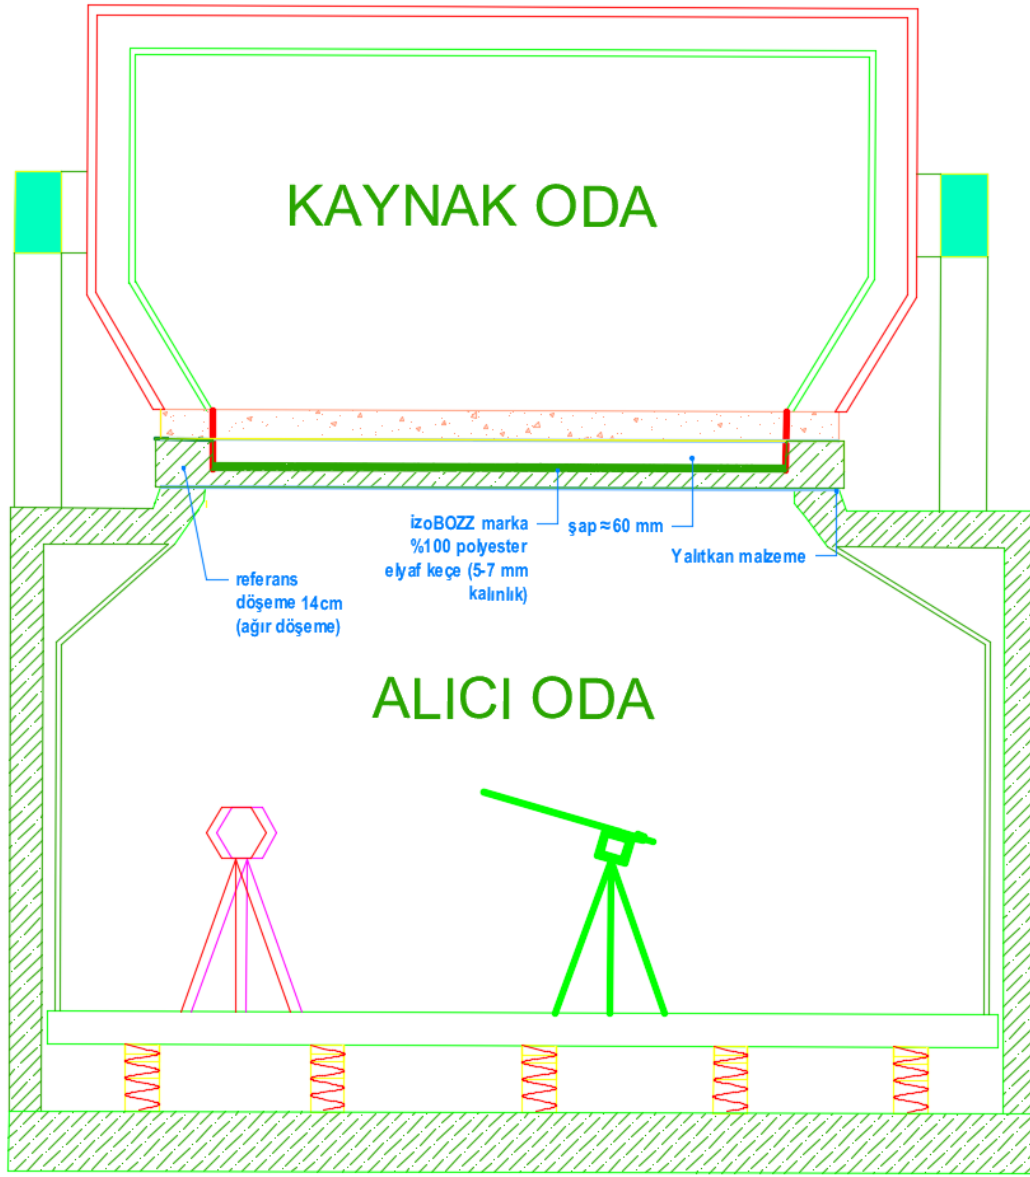 KAYNAK ODA
izoBOZZ marka
%100 polyester
elyaf keçe (5-7 mm
kalınlık)
şap ≈ 60 mm
Yalıtkan malzeme
referans
döşeme 14cm
(ağır döşeme)
ALICI ODA